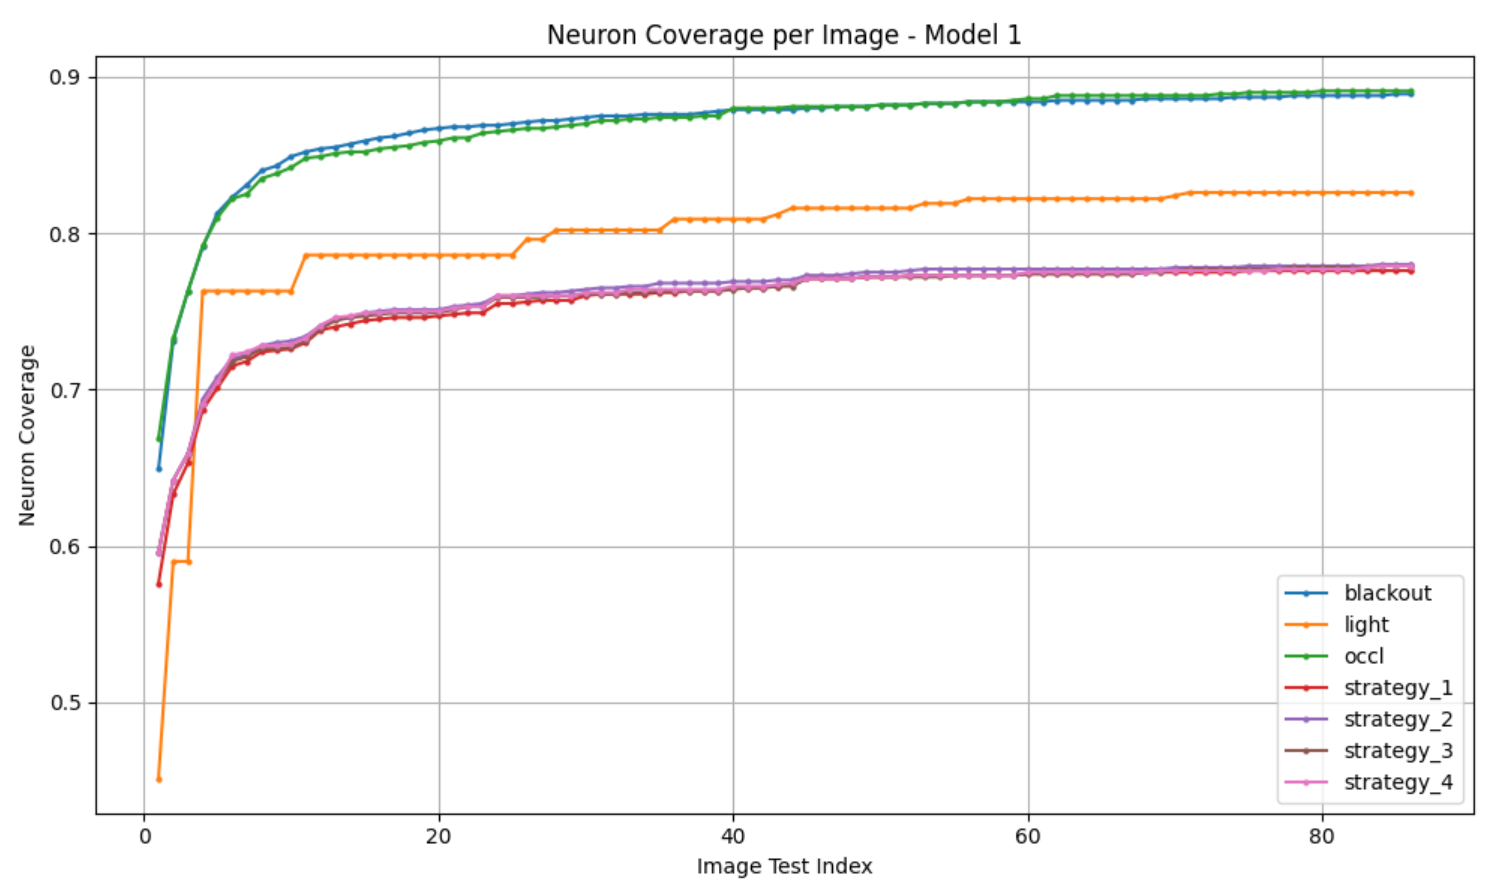 Neuron Coverage per Image - Model 1
Neuron Coverage
0.9
0.8
0.7
0.6
0.5
0
20
40
60
80
Image Test Index
blackout
light
occl
strategy_1
strategy_2
strategy_3
strategy_4